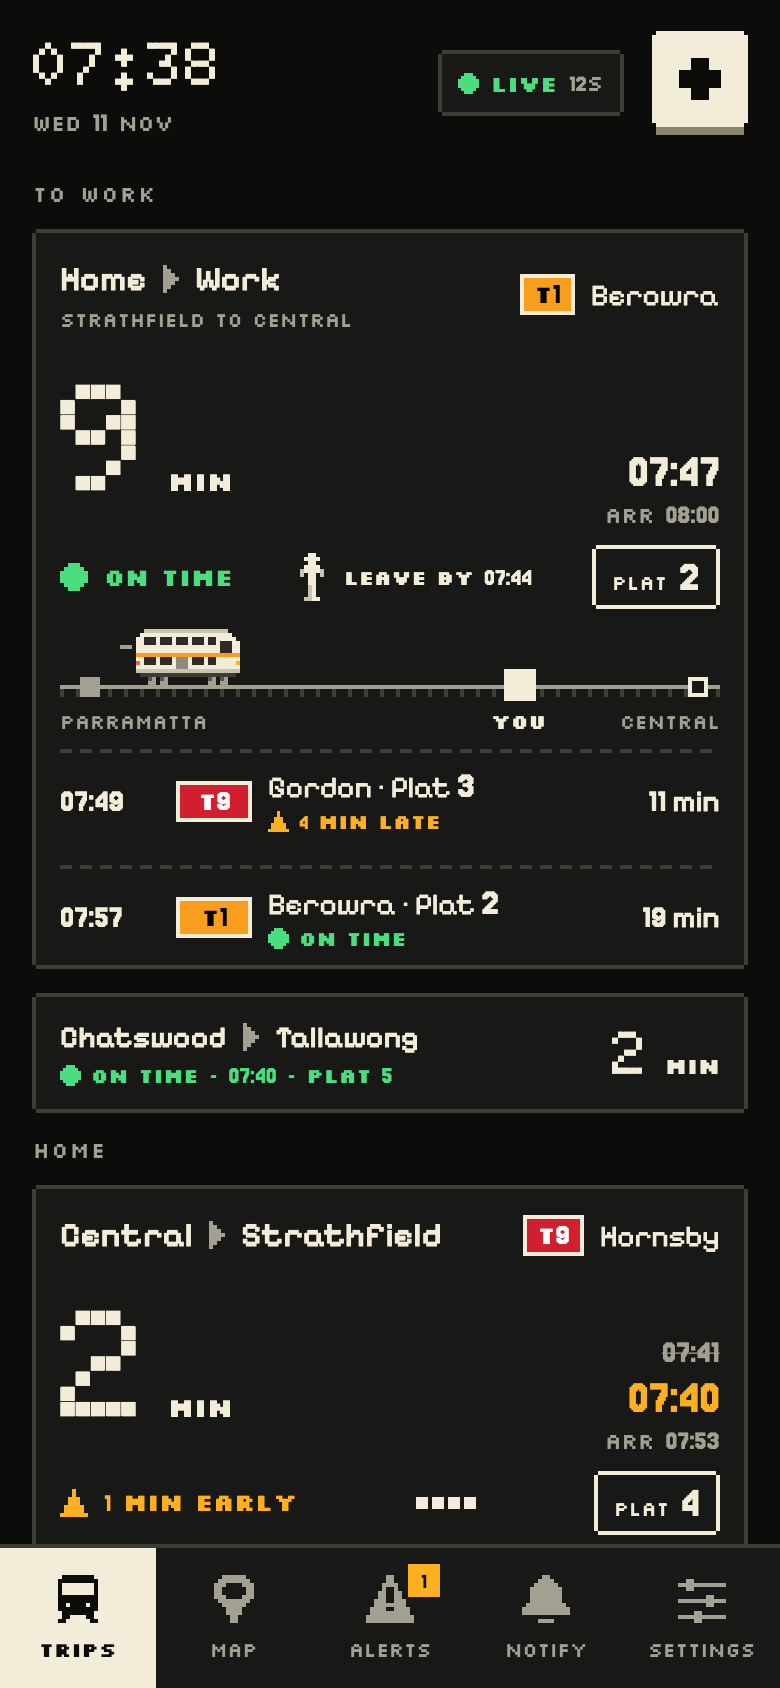 07:38
LIVE 12S
WED 11 NOV
TO WORK
Home Work
T1 Berowra
STRATHFIELD TO CENTRAL
9 MIN
07:47
ARR 08:00
ON TIME
LEAVE BY 07:44
PLAT 2
PARRAMATTA
YOU
CENTRAL
07:49 T9 Gordon · Plat 3 11 min
4 MIN LATE
07:57 T1 Berowra · Plat 2 19 min
ON TIME
Chatswood Tallawong
2 MIN
ON TIME - 07:40 - PLAT 5
HOME
Central Strathfield
T9 Hornsby
2 MIN
07:41
07:40
ARR 07:53
1 MIN EARLY
PLAT 4
1
TRIPS MAP ALERTS NOTIFY SETTINGS